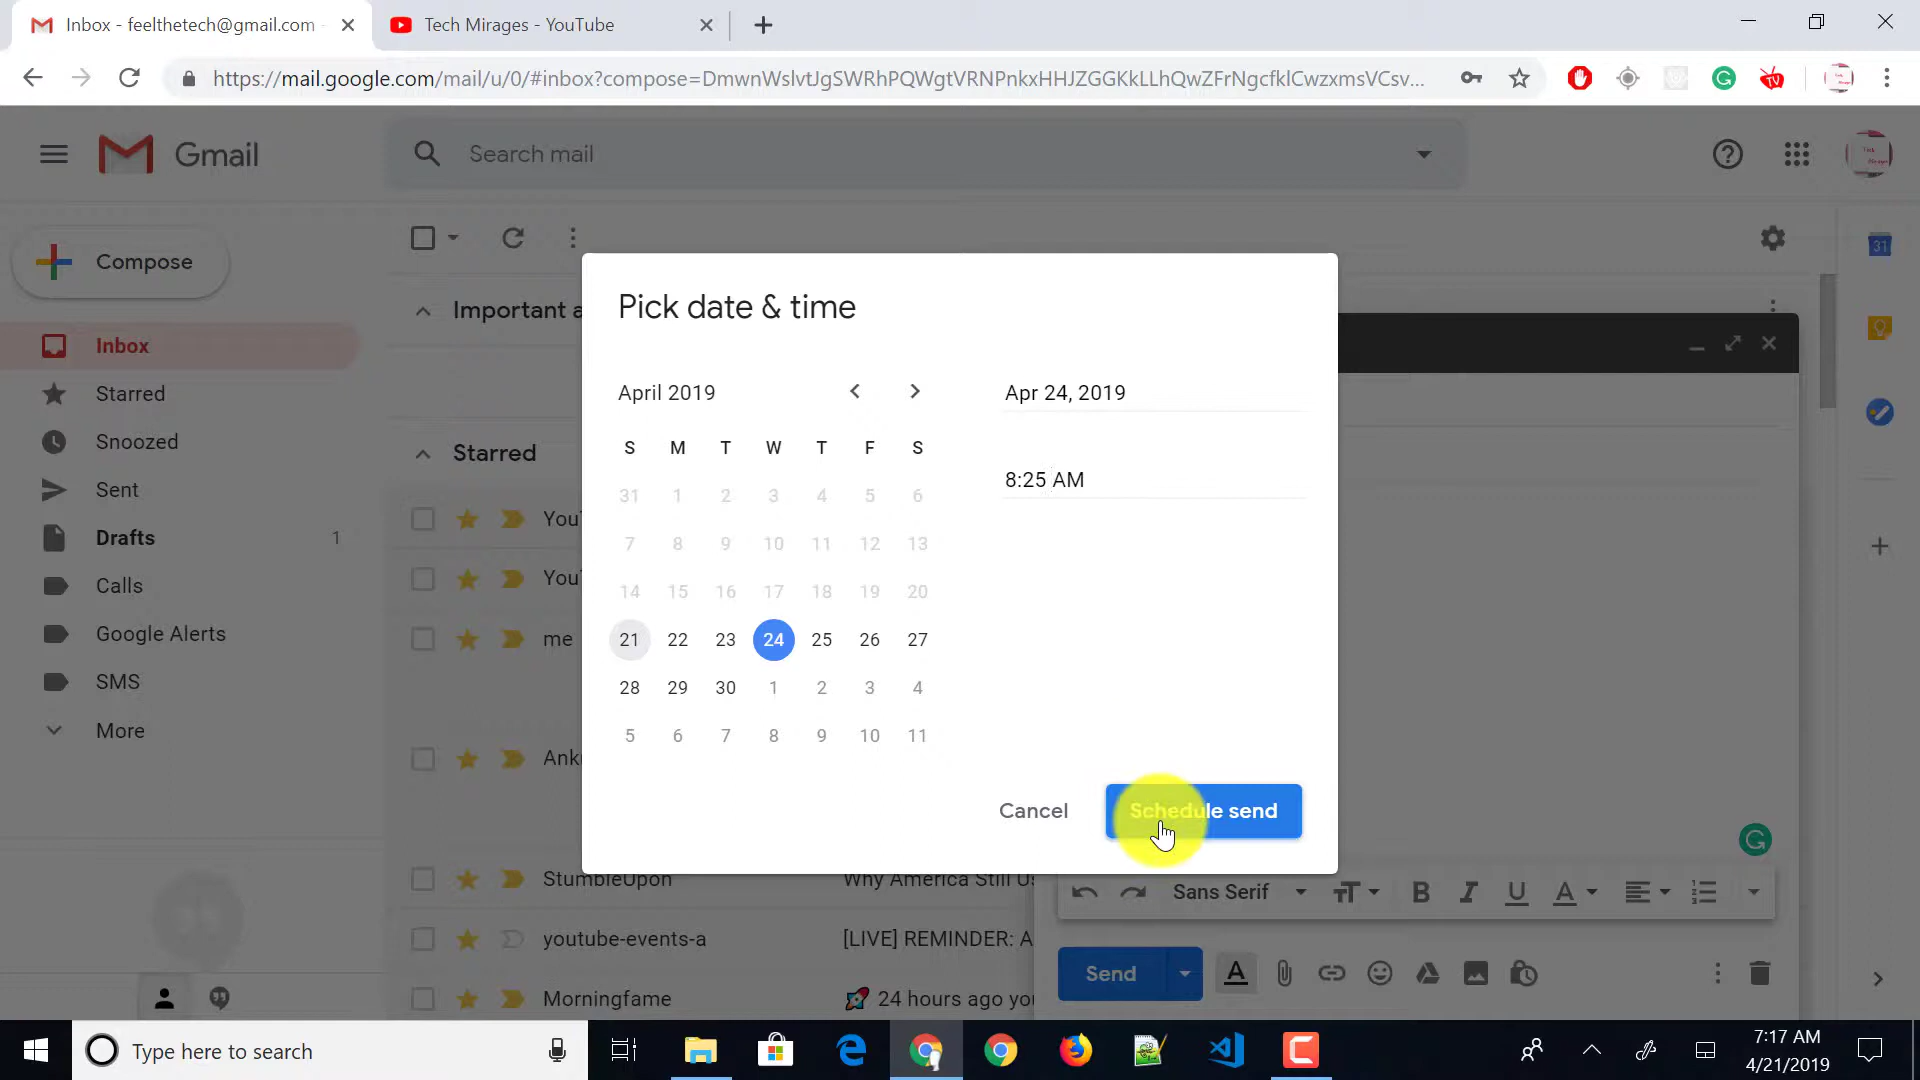 Inbox - feelthetech@gmail.com -
Tech Mirages - YouTube
https://mail.google.com/mail/u/0/#inbox?compose=DmwnWslvtJgSWRhPQWgtVRNPnkxHHJZGGKkLLhQwZFrNgcfklCwzxmsVCsv...
Gmail
Search mail
Compose
Important a
Inbox
Starred
Snoozed
Sent
Drafts 1
Calls
Google Alerts
SMS
More
Starred
You
You
me
Anku
StumbleUpon Why America Still Us
youtube-events-a [LIVE] REMINDER: A
Morningfame 24 hours ago you
Pick date & time
April 2019
S M T W T F S
31 1 2 3 4 5 6
7 8 9 10 11 12 13
14 15 16 17 18 19 20
21 22 23 24 25 26 27
28 29 30 1 2 3 4
5 6 7 8 9 10 11
Apr 24, 2019
8:25 AM
Cancel
Schedule send
Sans Serif
Send
31
Type here to search
7:17 AM
4/21/2019